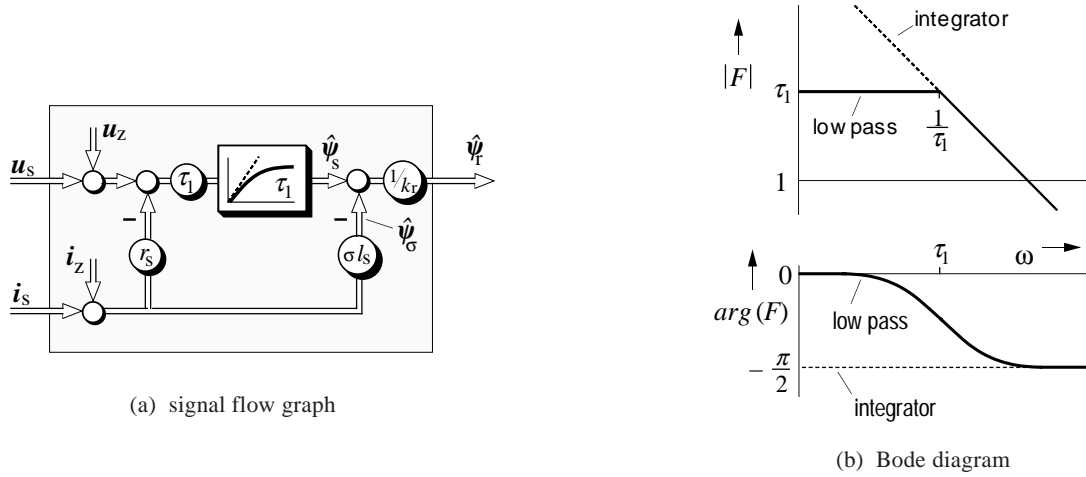 u_z
u_s
τ_1
τ_1
ψ̂_s
1/k_r
ψ̂_r
–
–
ψ̂_σ
r_s
σ l_s
i_z
i_s
(a) signal flow graph
integrator
|F|
τ_1
low pass
1/τ_1
1
τ_1
ω
0
arg (F)
low pass
– π/2
integrator
(b) Bode diagram